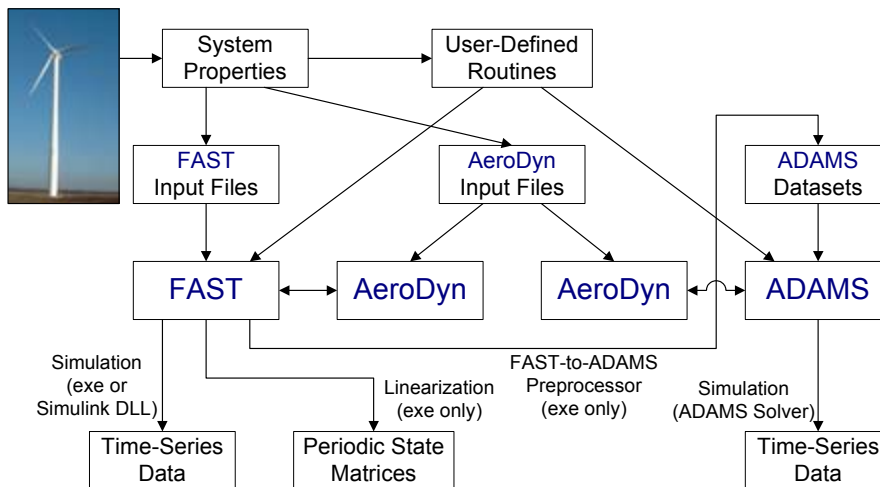 System
Properties
User-Defined
Routines
FAST
Input Files
AeroDyn
Input Files
ADAMS
Datasets
FAST
AeroDyn
AeroDyn
ADAMS
Simulation
(exe or
Simulink DLL)
Linearization
(exe only)
FAST-to-ADAMS
Preprocessor
(exe only)
Simulation
(ADAMS Solver)
Time-Series
Data
Periodic State
Matrices
Time-Series
Data